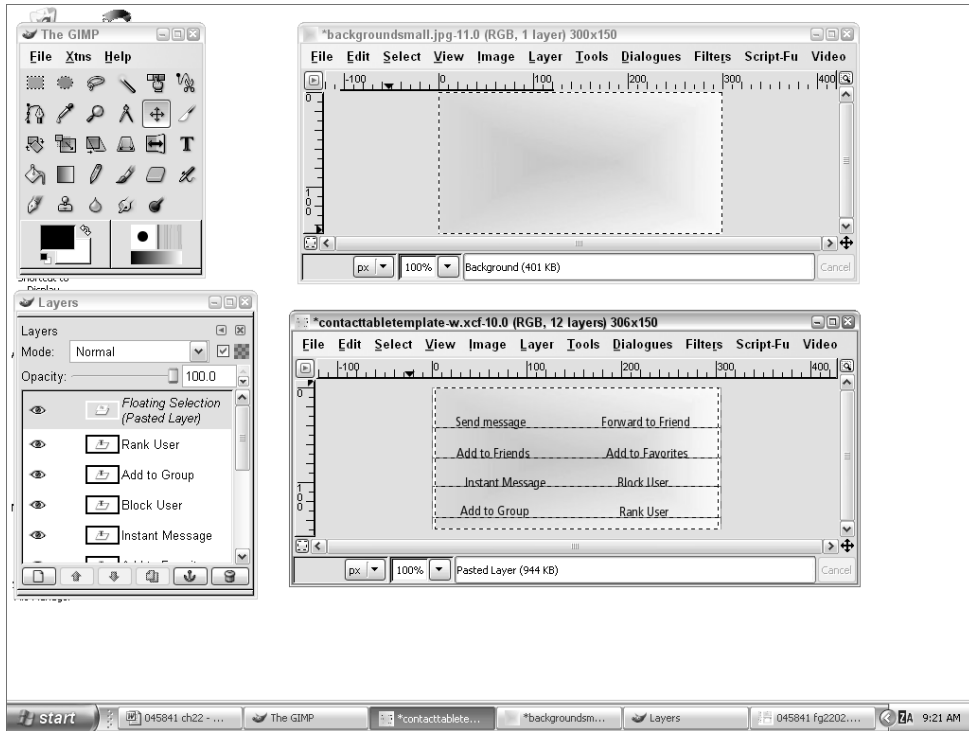 The GIMP
File Xtns Help
*backgroundsmall.jpg-11.0 (RGB, 1 layer) 300x150
File Edit Select View Image Layer Tools Dialogues Filters Script-Fu Video
-100 0 100 200 300 400
0
100
px 100% Background (401 KB) Cancel
Display
Layers
Layers
Mode: Normal
Opacity: 100.0
Floating Selection
(Pasted Layer)
Rank User
Add to Group
Block User
Instant Message
*contacttabletemplate-w.xcf-10.0 (RGB, 12 layers) 306x150
File Edit Select View Image Layer Tools Dialogues Filters Script-Fu Video
-100 0 100 200 300 400
0
100
Send message Forward to Friend
Add to Friends Add to Favorites
Instant Message Block User
Add to Group Rank User
px 100% Pasted Layer (944 KB) Cancel
start 045841 ch22 - ... The GIMP *contacttablete... *backgroundsm... Layers 045841 fg2202.... ZA 9:21 AM